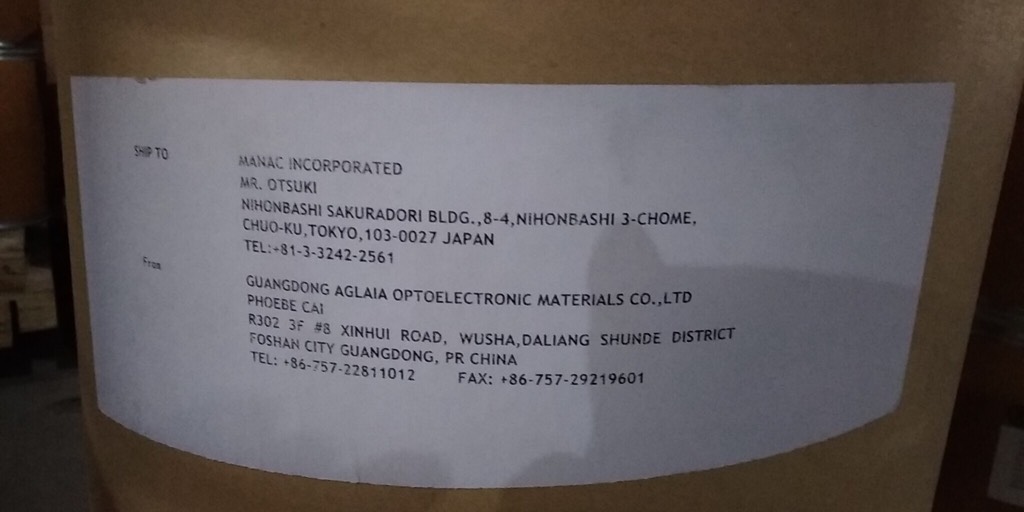 SHIP TO
MANAC INCORPORATED
MR. OTSUKI
NIHONBASHI SAKURADORI BLDG.,8-4,NIHONBASHI 3-CHOME,
CHUO-KU,TOKYO,103-0027 JAPAN
TEL:+81-3-3242-2561
From
GUANGDONG AGLAIA OPTOELECTRONIC MATERIALS CO.,LTD
PHOEBE CAI
R302 3F #8 XINHUI ROAD, WUSHA,DALIANG SHUNDE DISTRICT
FOSHAN CITY GUANGDONG, PR CHINA
TEL: +86-757-22811012 FAX: +86-757-29219601